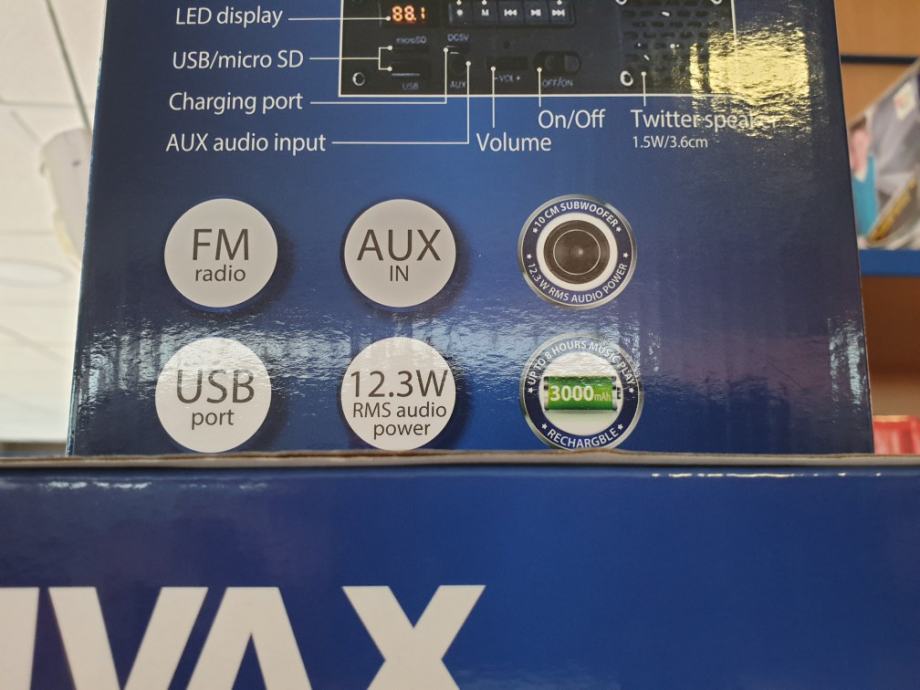 LED display
88.1
M
microSD
DC5V
USB/micro SD
USB
AUX
VOL +
OFF/ON
Charging port
On/Off
Twitter speaker
AUX audio input
Volume
1.5W/3.6cm
FM
radio
AUX
IN
10 CM SUBWOOFER
12.3 W RMS AUDIO POWER
USB
port
12.3W
RMS audio
power
UP TO 8 HOURS MUSIC PLAY
3000mAh
RECHARGBLE
VAX